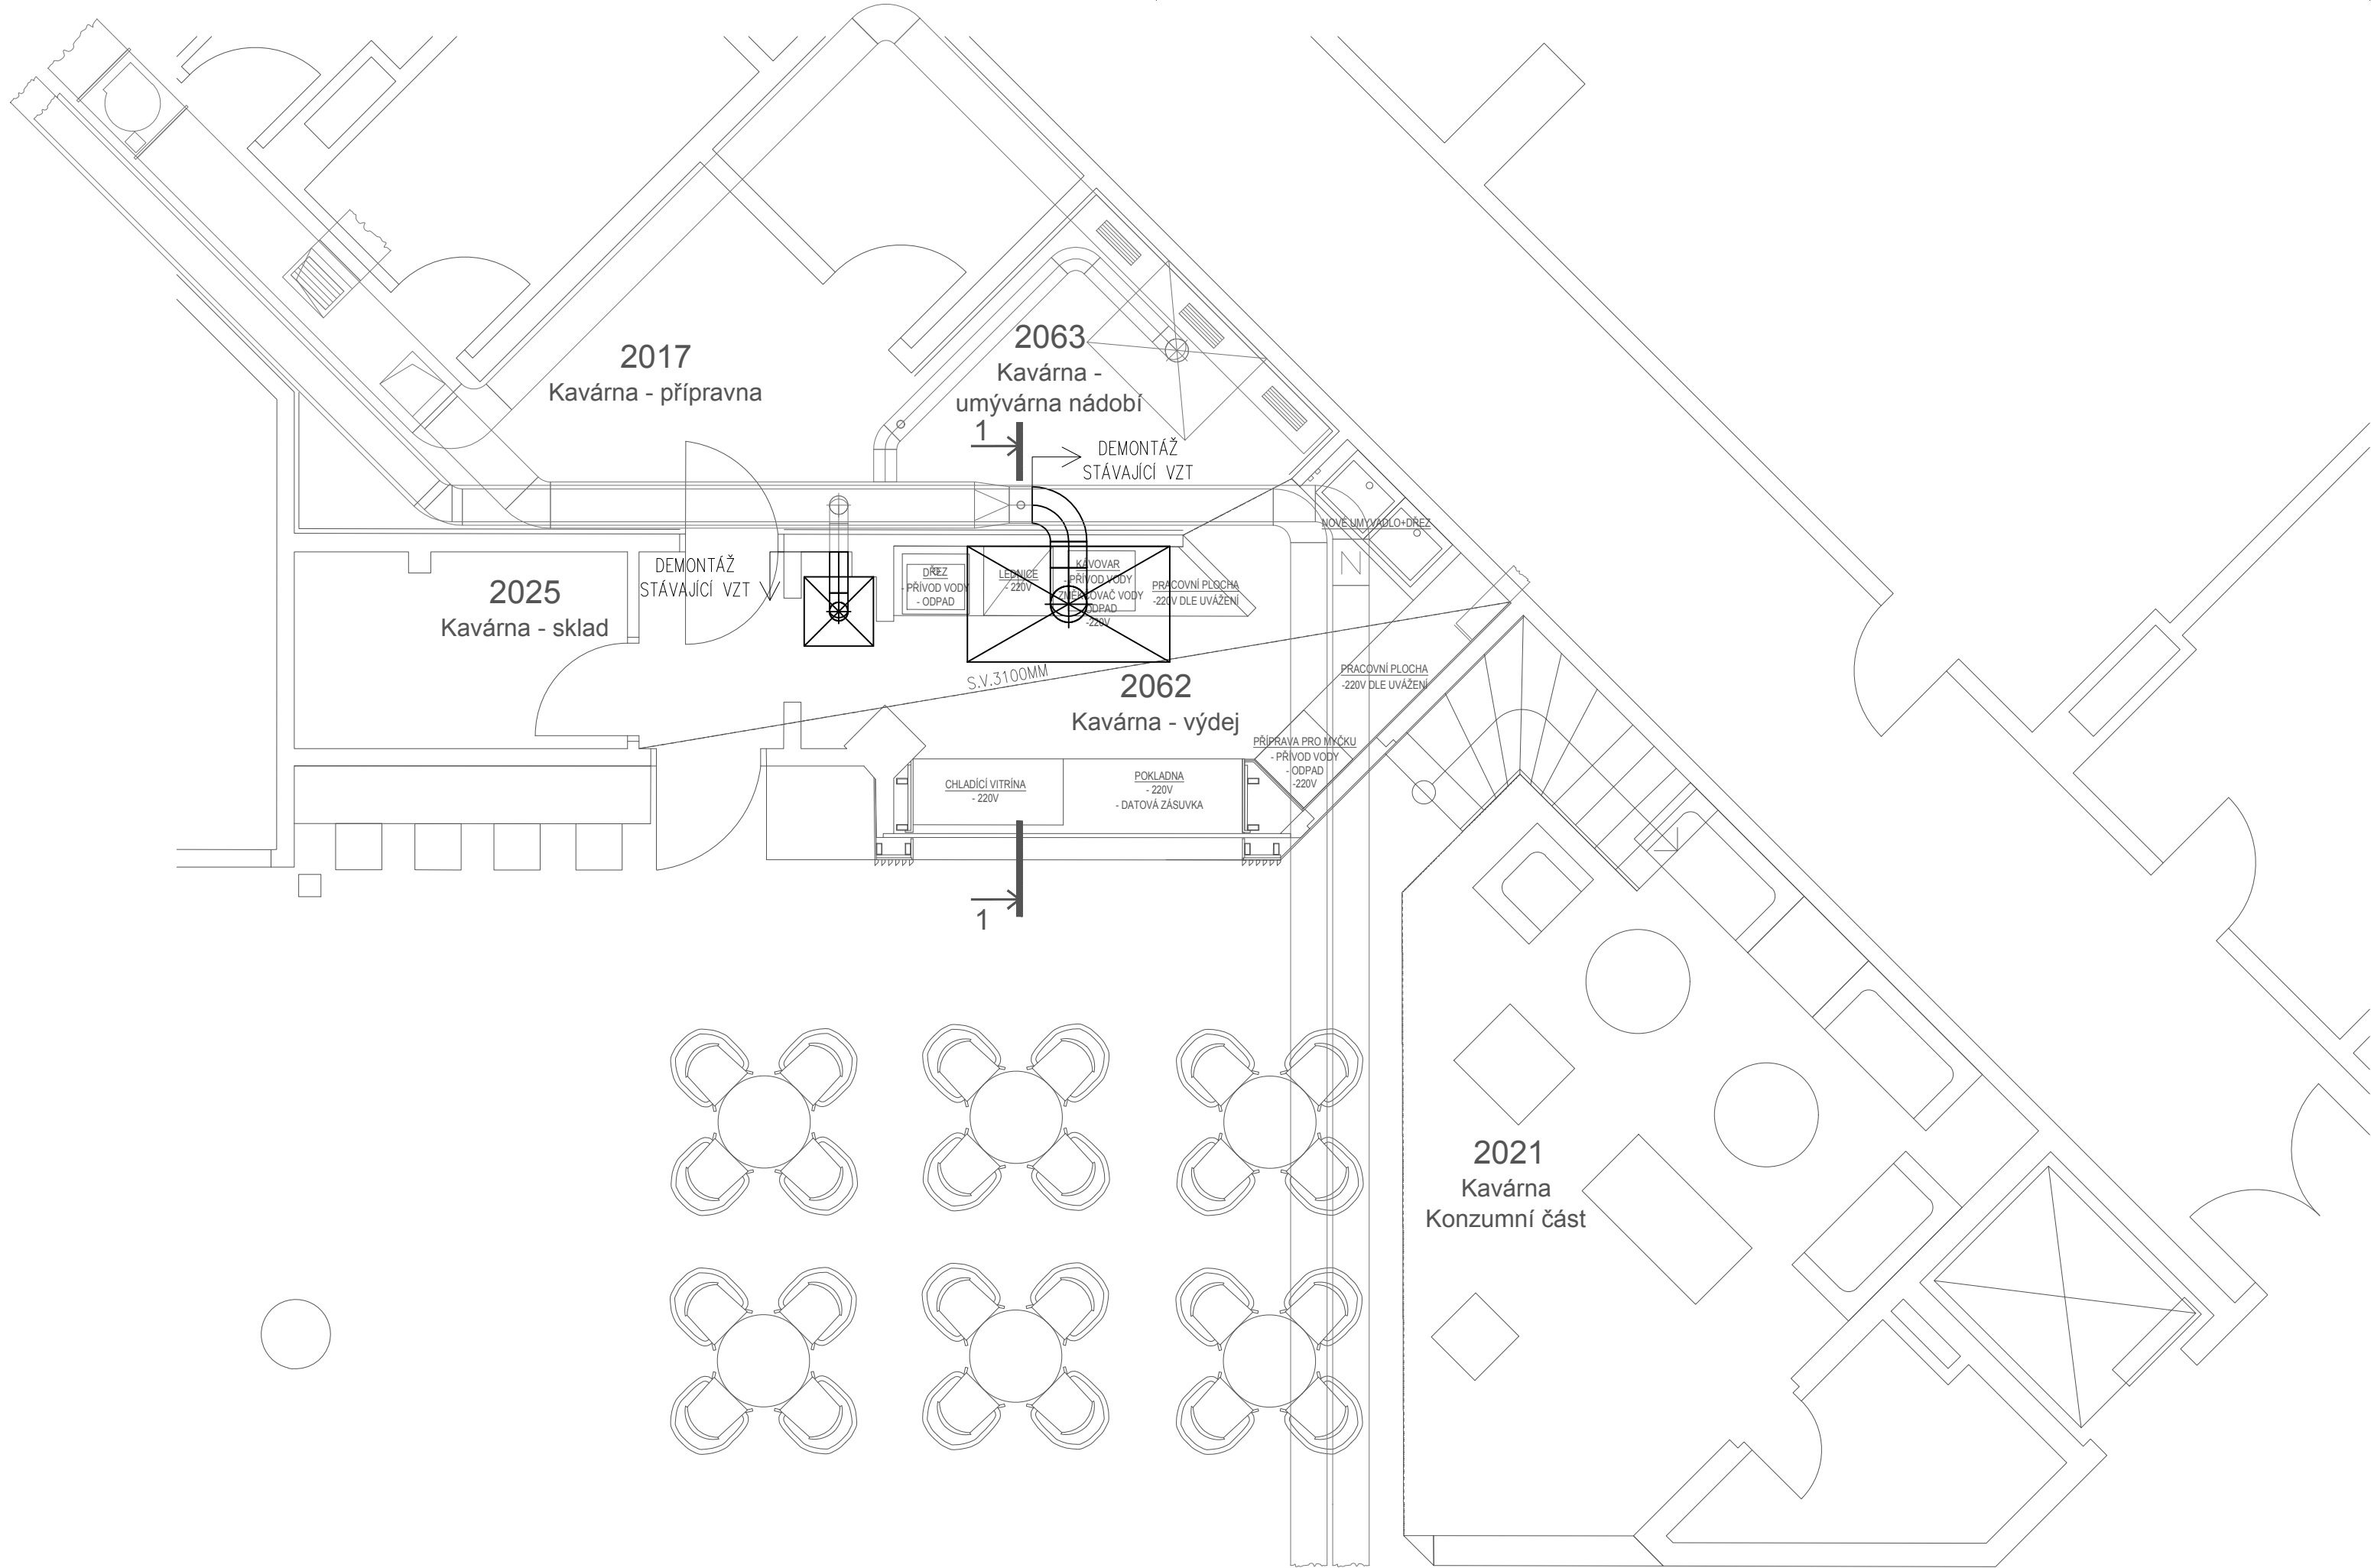 2017
Kavárna - přípravna
2063
Kavárna -
umývárna nádobí
1
DEMONTÁŽ
STÁVAJÍCÍ VZT
NOVÉ UMYVADLO+DŘEZ
DEMONTÁŽ
STÁVAJÍCÍ VZT
2025
Kavárna - sklad
DŘEZ
- PŘÍVOD VODY
- ODPAD
LEDNICE
- 220V
KÁVOVAR
- PŘÍVOD VODY
ZMĚKČOVAČ VODY
ODPAD
-220V
PRACOVNÍ PLOCHA
-220V DLE UVÁŽENÍ
S.V.3100MM
2062
Kavárna - výdej
PRACOVNÍ PLOCHA
-220V DLE UVÁŽENÍ
PŘÍPRAVA PRO MYČKU
- PŘÍVOD VODY
- ODPAD
-220V
CHLADÍCÍ VITRÍNA
- 220V
POKLADNA
- 220V
- DATOVÁ ZÁSUVKA
1
2021
Kavárna
Konzumní část